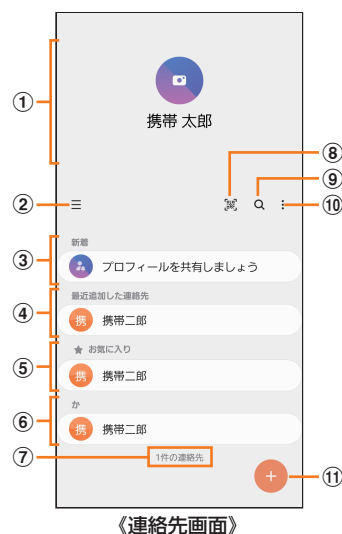 ①
携帯 太郎
⑧
⑨
②
⑩
新着
③
プロフィールを共有しましょう
最近追加した連絡先
④
携
携帯二郎
お気に入り
⑤
携
携帯二郎
か
⑥
携
携帯二郎
⑦
1件の連絡先
⑪
《連絡先画面》